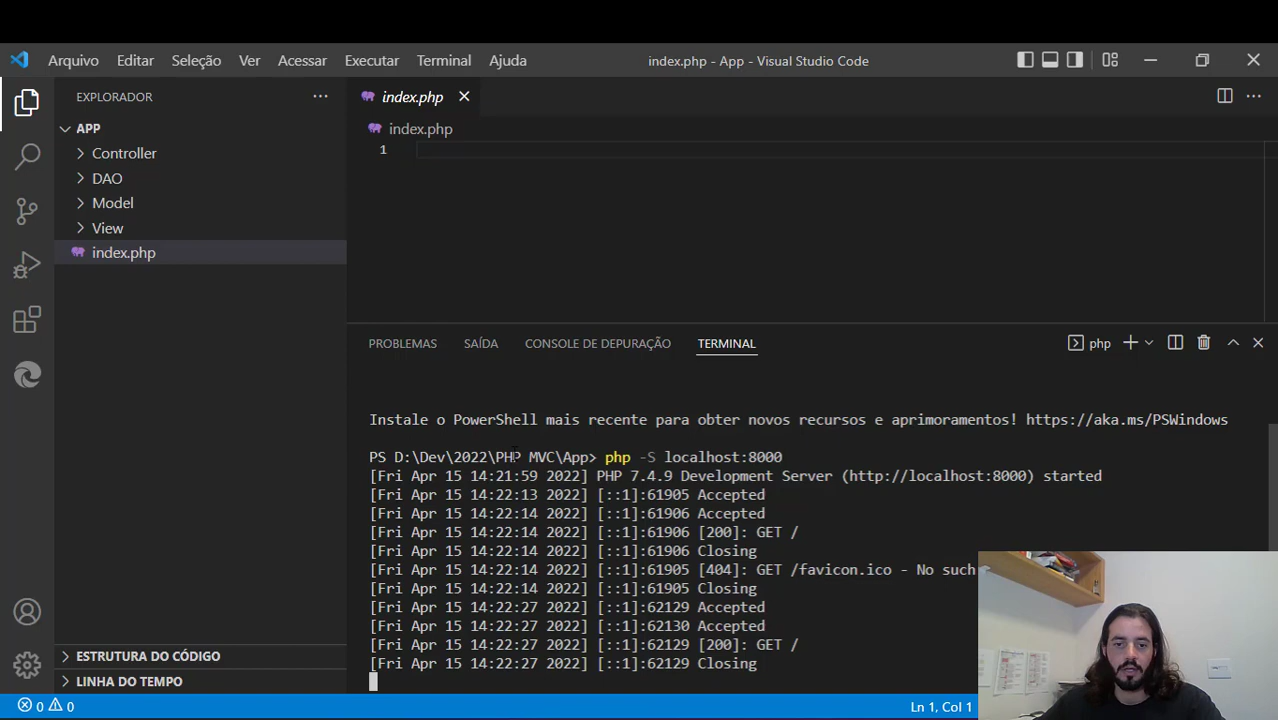 Arquivo Editar Seleção Ver Acessar Executar Terminal Ajuda index.php - App - Visual Studio Code
EXPLORADOR
APP
Controller
DAO
Model
View
index.php
ESTRUTURA DO CÓDIGO
LINHA DO TEMPO
index.php
index.php
1
PROBLEMAS SAÍDA CONSOLE DE DEPURAÇÃO TERMINAL php
Instale o PowerShell mais recente para obter novos recursos e aprimoramentos! https://aka.ms/PSWindows
PS D:\Dev\2022\PHP MVC\App> php -S localhost:8000
[Fri Apr 15 14:21:59 2022] PHP 7.4.9 Development Server (http://localhost:8000) started
[Fri Apr 15 14:22:13 2022] [::1]:61905 Accepted
[Fri Apr 15 14:22:14 2022] [::1]:61906 Accepted
[Fri Apr 15 14:22:14 2022] [::1]:61906 [200]: GET /
[Fri Apr 15 14:22:14 2022] [::1]:61906 Closing
[Fri Apr 15 14:22:14 2022] [::1]:61905 [404]: GET /favicon.ico - No such
[Fri Apr 15 14:22:14 2022] [::1]:61905 Closing
[Fri Apr 15 14:22:27 2022] [::1]:62129 Accepted
[Fri Apr 15 14:22:27 2022] [::1]:62130 Accepted
[Fri Apr 15 14:22:27 2022] [::1]:62129 [200]: GET /
[Fri Apr 15 14:22:27 2022] [::1]:62129 Closing
0 0 Ln 1, Col 1